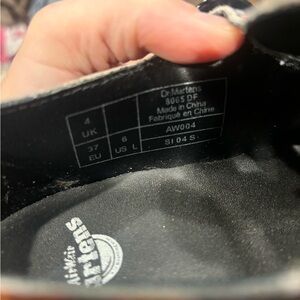 Dr.Martens
8065 DF
Made in China
Fabriqué en Chine
4
UK
AW004
37
EU
6
US L
SI 04 S
AirWair
Martens